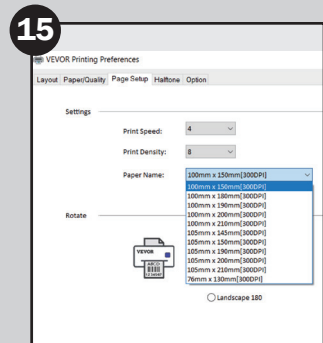 15
VEVOR Printing Preferences
Layout Paper/Quality Page Setup Halftone Option
Settings
Print Speed: 4
Print Density: 8
Paper Name: 100mm x 150mm[300DPI]
100mm x 150mm[300DPI]
100mm x 180mm[300DPI]
100mm x 190mm[300DPI]
100mm x 200mm[300DPI]
100mm x 210mm[300DPI]
105mm x 145mm[300DPI]
105mm x 150mm[300DPI]
105mm x 190mm[300DPI]
105mm x 200mm[300DPI]
105mm x 210mm[300DPI]
76mm x 130mm[300DPI]
Rotate
VEVOR
Landscape 180